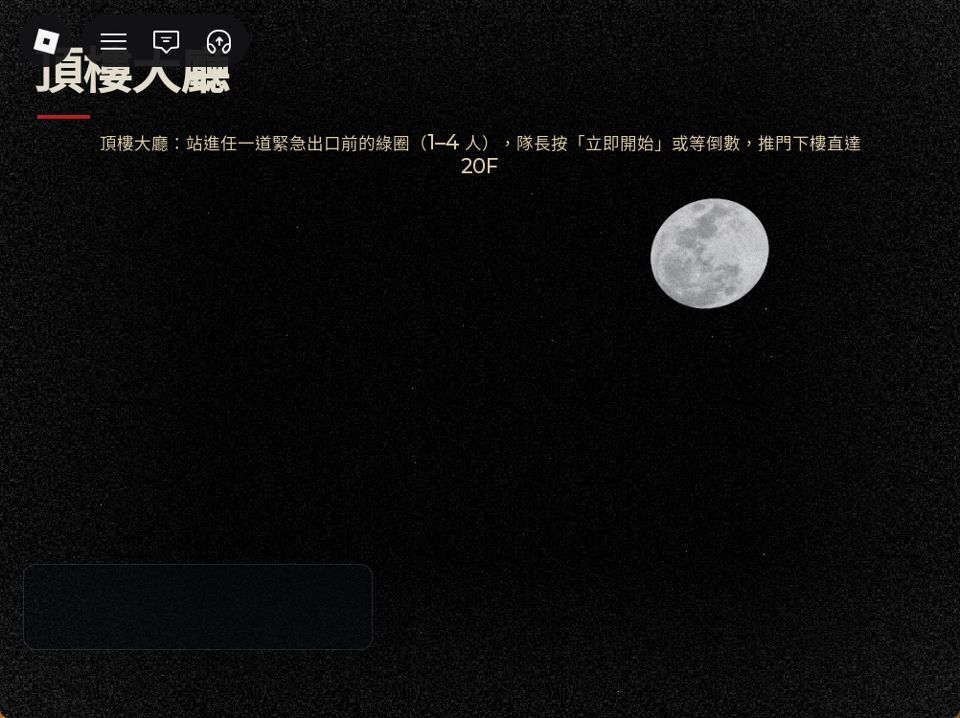 頂樓大廳
頂樓大廳：站進任一道緊急出口前的綠圈（1–4 人），隊長按「立即開始」或等倒數，推門下樓直達
20F